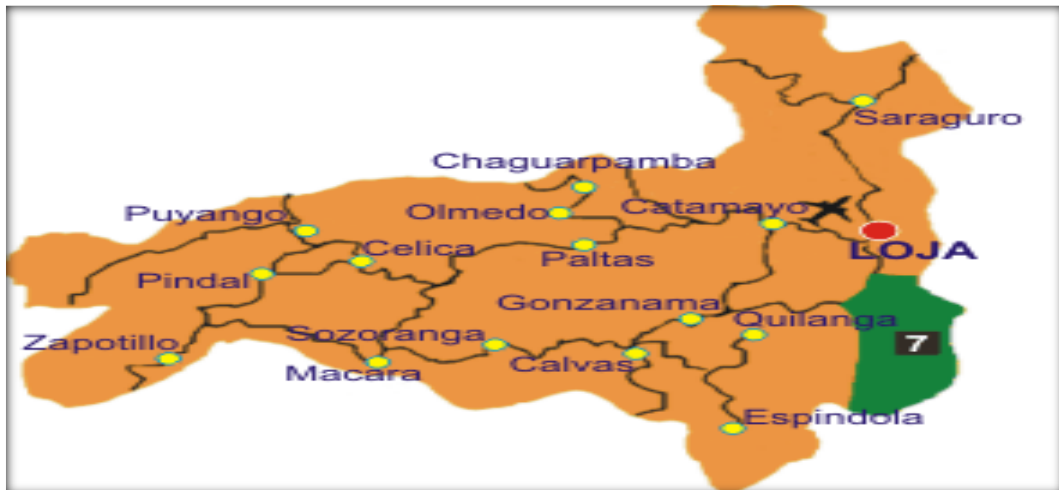 Saraguro
Chaguarpamba
Puyango
Olmedo
Catamayo
Celica
Paltas
LOJA
Pindal
Gonzanama
Quilanga
Zapotillo
Sozoranga
7
Macara
Calvas
Espindola